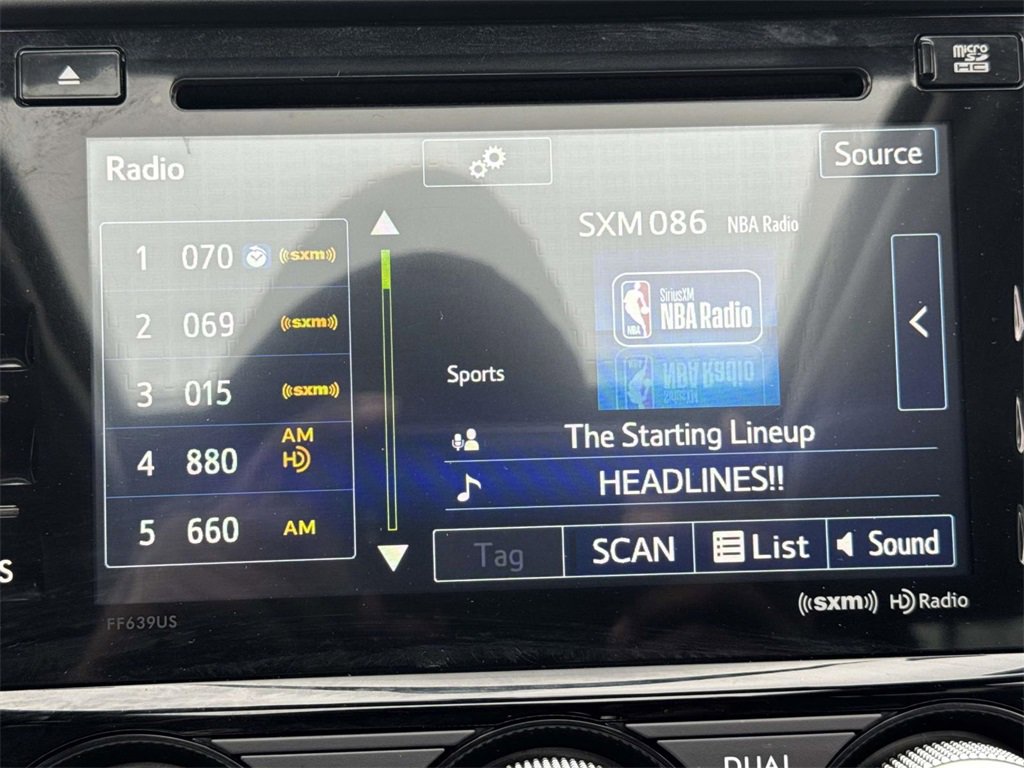 micro SD HC
Radio
Source
SXM 086 NBA Radio
1 070 ((sxm))
2 069 ((sxm))
3 015 ((sxm))
4 880 AM HD
5 660 AM
SiriusXM
NBA Radio
NBA
Sports
The Starting Lineup
HEADLINES!!
Tag SCAN List Sound
((sxm)) HD Radio
FF639US
S
DUAL